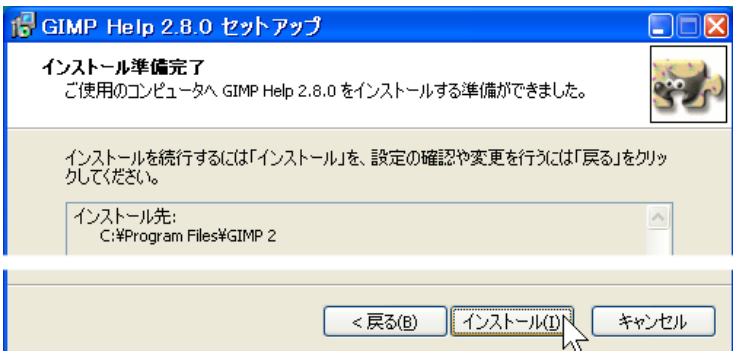 GIMP Help 2.8.0 セットアップ
インストール準備完了
ご使用のコンピュータへ GIMP Help 2.8.0 をインストールする準備ができました。
インストールを続行するには「インストール」を、設定の確認や変更を行うには「戻る」をクリッ
クしてください。
インストール先:
C:¥Program Files¥GIMP 2
< 戻る(B) インストール(I) キャンセル